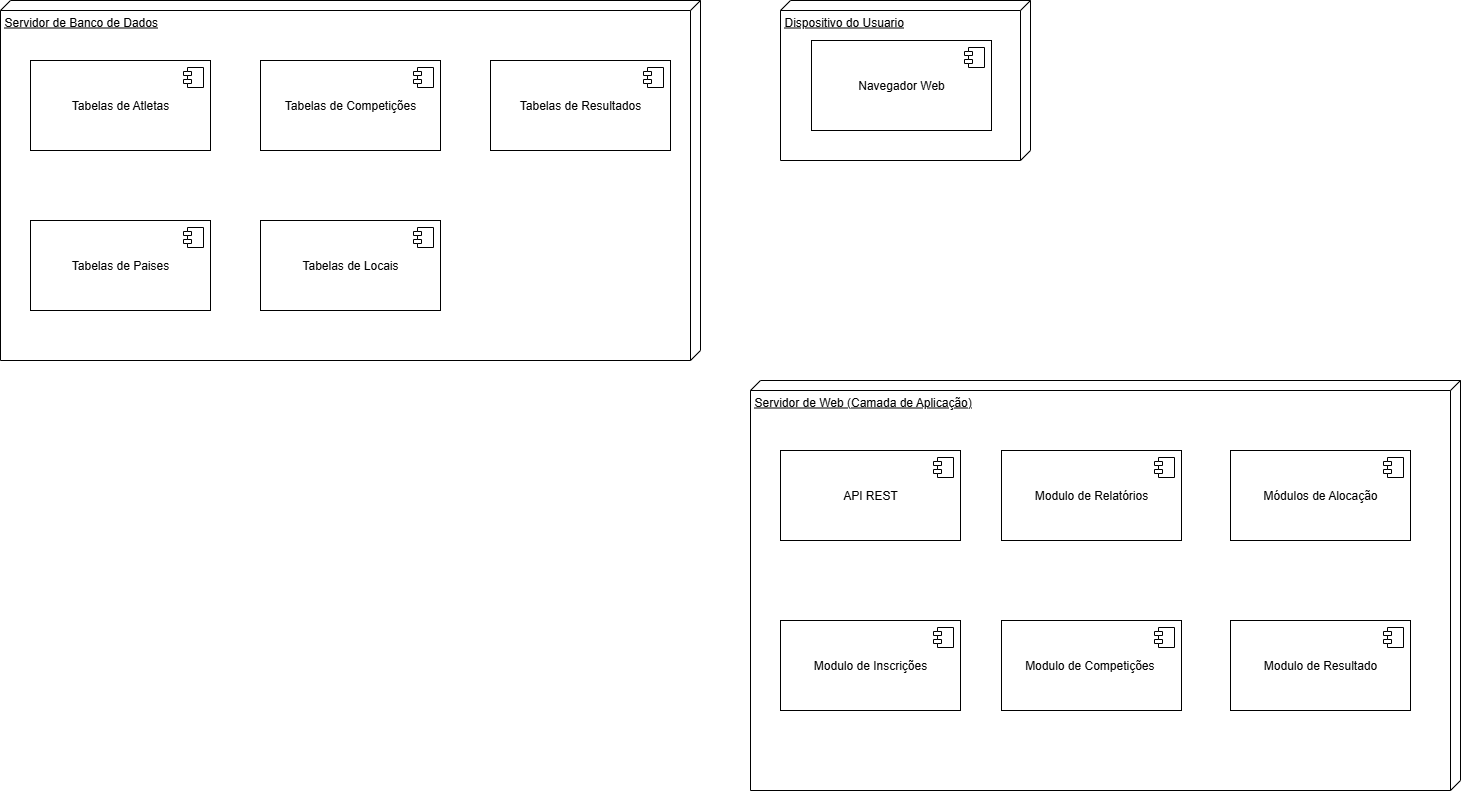 Servidor de Banco de Dados
Tabelas de Atletas
Tabelas de Competições
Tabelas de Resultados
Tabelas de Paises
Tabelas de Locais
Dispositivo do Usuario
Navegador Web
Servidor de Web (Camada de Aplicação)
API REST
Modulo de Relatórios
Módulos de Alocação
Modulo de Inscrições
Modulo de Competições
Modulo de Resultado